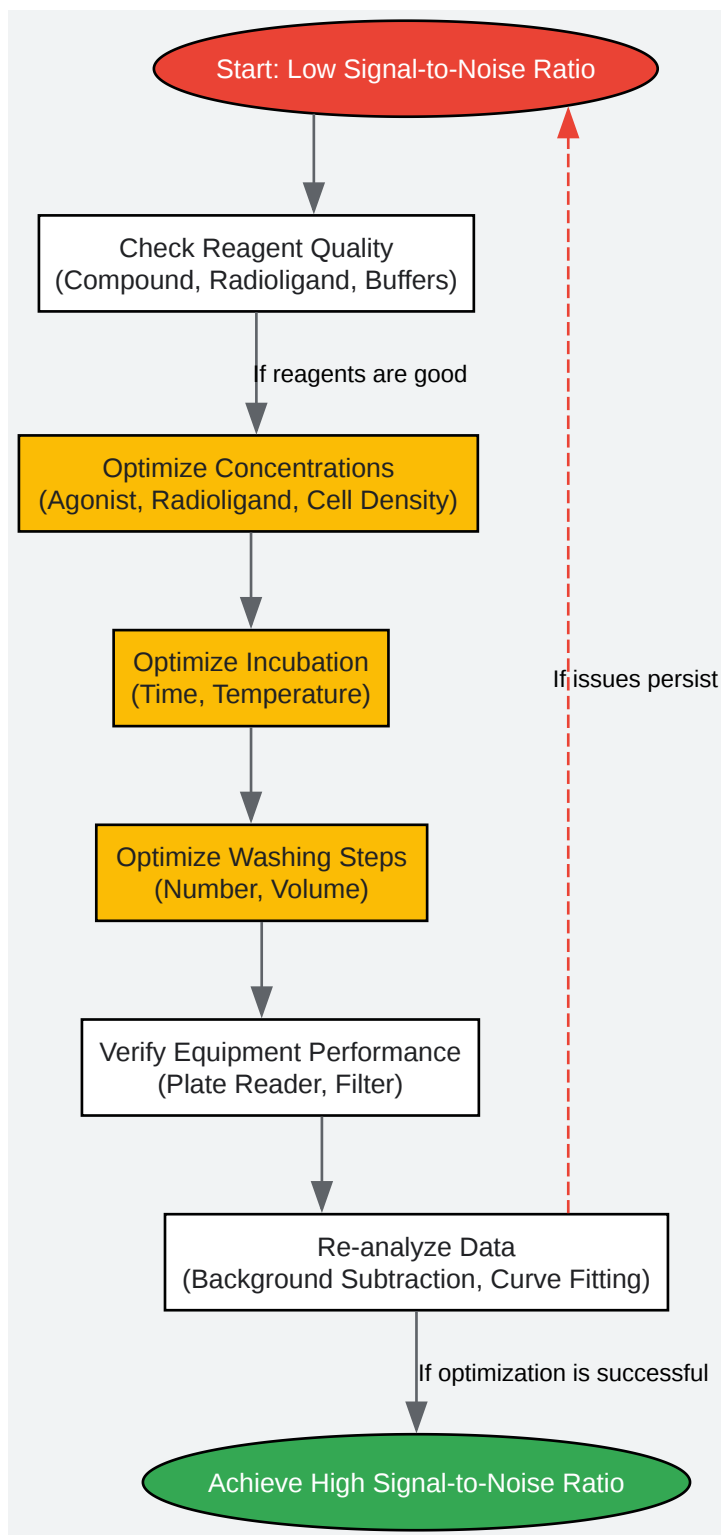 Start: Low Signal-to-Noise Ratio
Check Reagent Quality
(Compound, Radioligand, Buffers)
If reagents are good
Optimize Concentrations
(Agonist, Radioligand, Cell Density)
Optimize Incubation
(Time, Temperature)
If issues persist
Optimize Washing Steps
(Number, Volume)
Verify Equipment Performance
(Plate Reader, Filter)
Re-analyze Data
(Background Subtraction, Curve Fitting)
If optimization is successful
Achieve High Signal-to-Noise Ratio